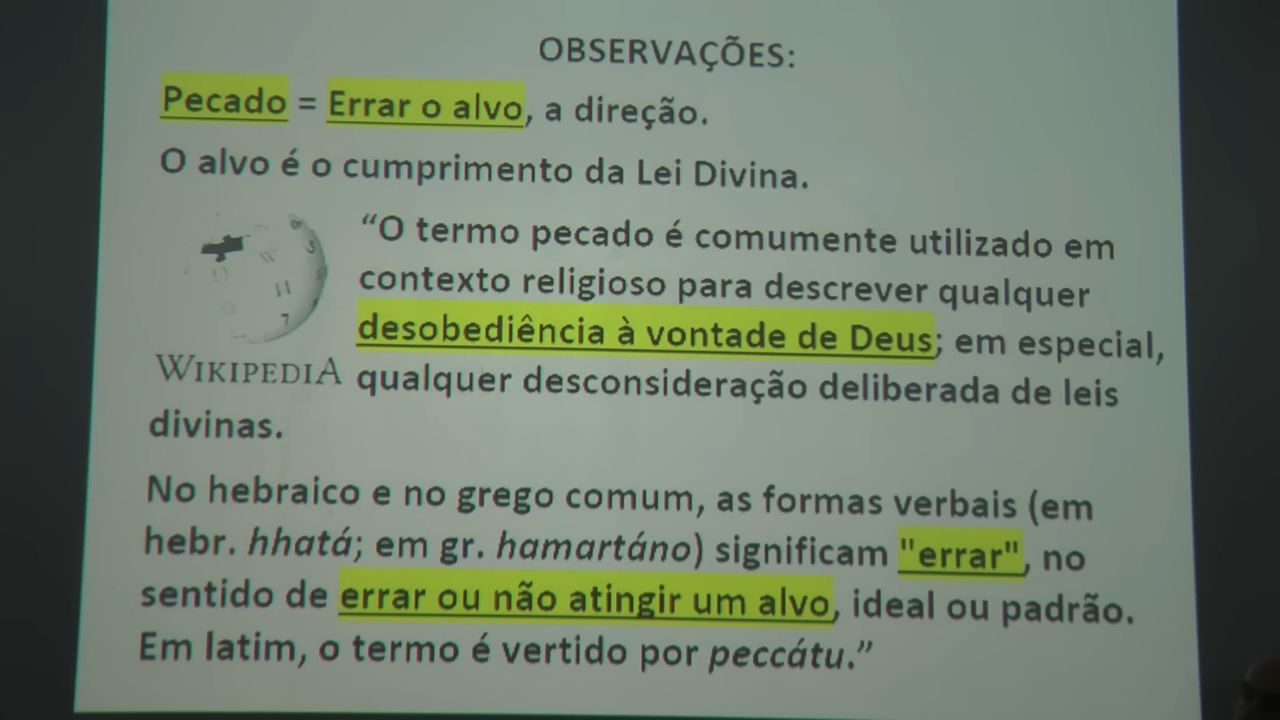 OBSERVAÇÕES:
Pecado = Errar o alvo, a direção.
O alvo é o cumprimento da Lei Divina.
“O termo pecado é comumente utilizado em
contexto religioso para descrever qualquer
desobediência à vontade de Deus; em especial,
WIKIPEDIA
qualquer desconsideração deliberada de leis
divinas.
No hebraico e no grego comum, as formas verbais (em
hebr. hhatá; em gr. hamartáno) significam "errar", no
sentido de errar ou não atingir um alvo, ideal ou padrão.
Em latim, o termo é vertido por peccátu.”